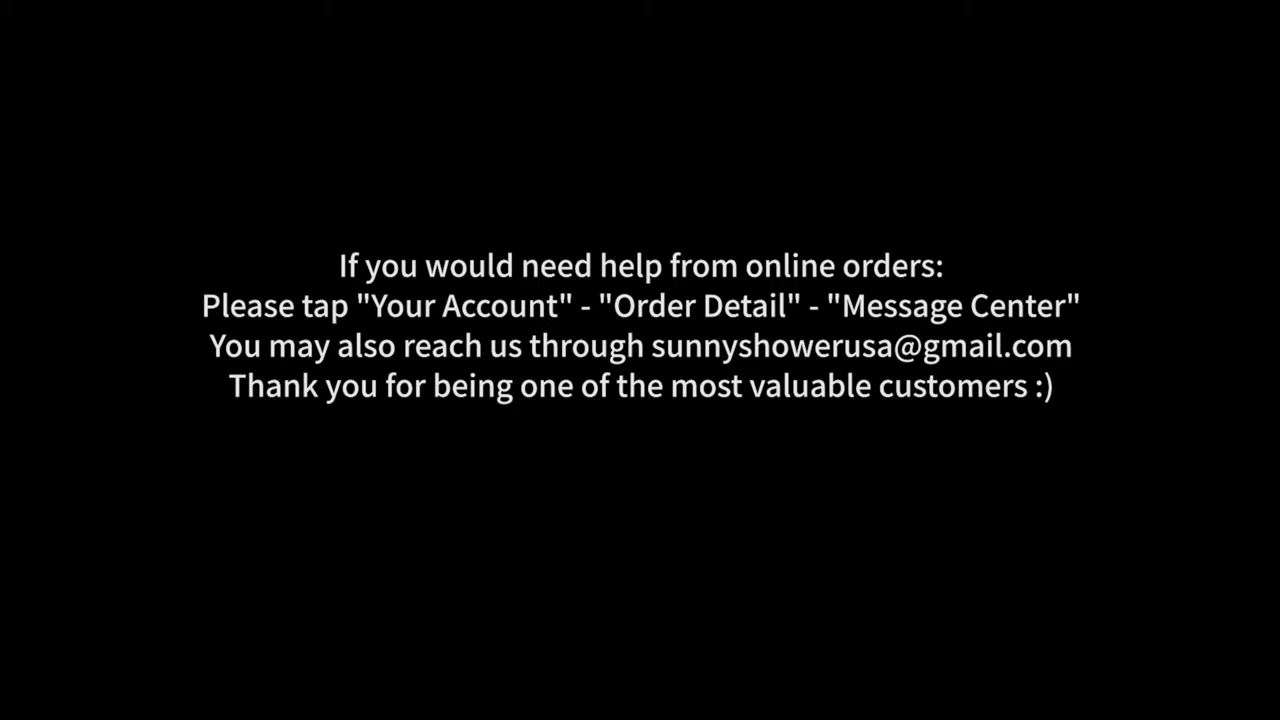 If you would need help from online orders:
Please tap "Your Account" - "Order Detail" - "Message Center"
You may also reach us through sunnyshowerusa@gmail.com
Thank you for being one of the most valuable customers :)